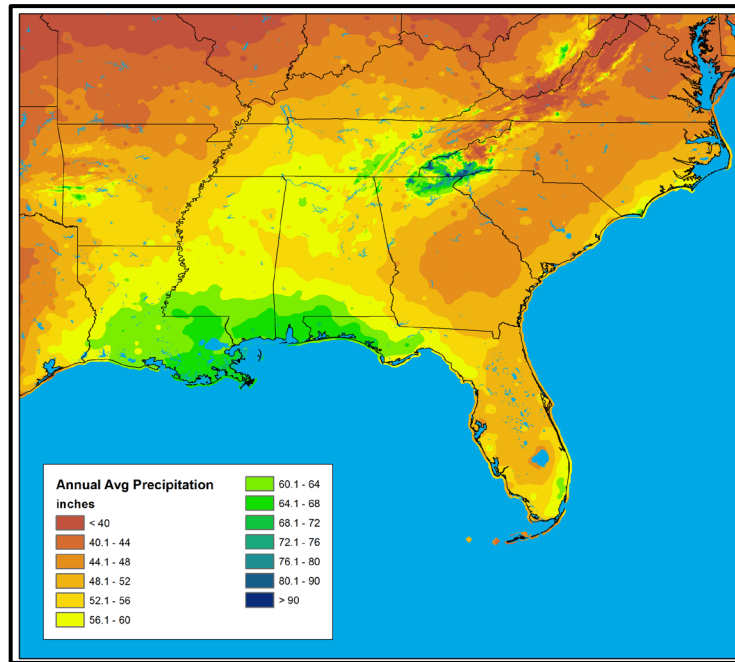 Annual Avg Precipitation
inches
< 40
40.1 - 44
44.1 - 48
48.1 - 52
52.1 - 56
56.1 - 60
60.1 - 64
64.1 - 68
68.1 - 72
72.1 - 76
76.1 - 80
80.1 - 90
> 90